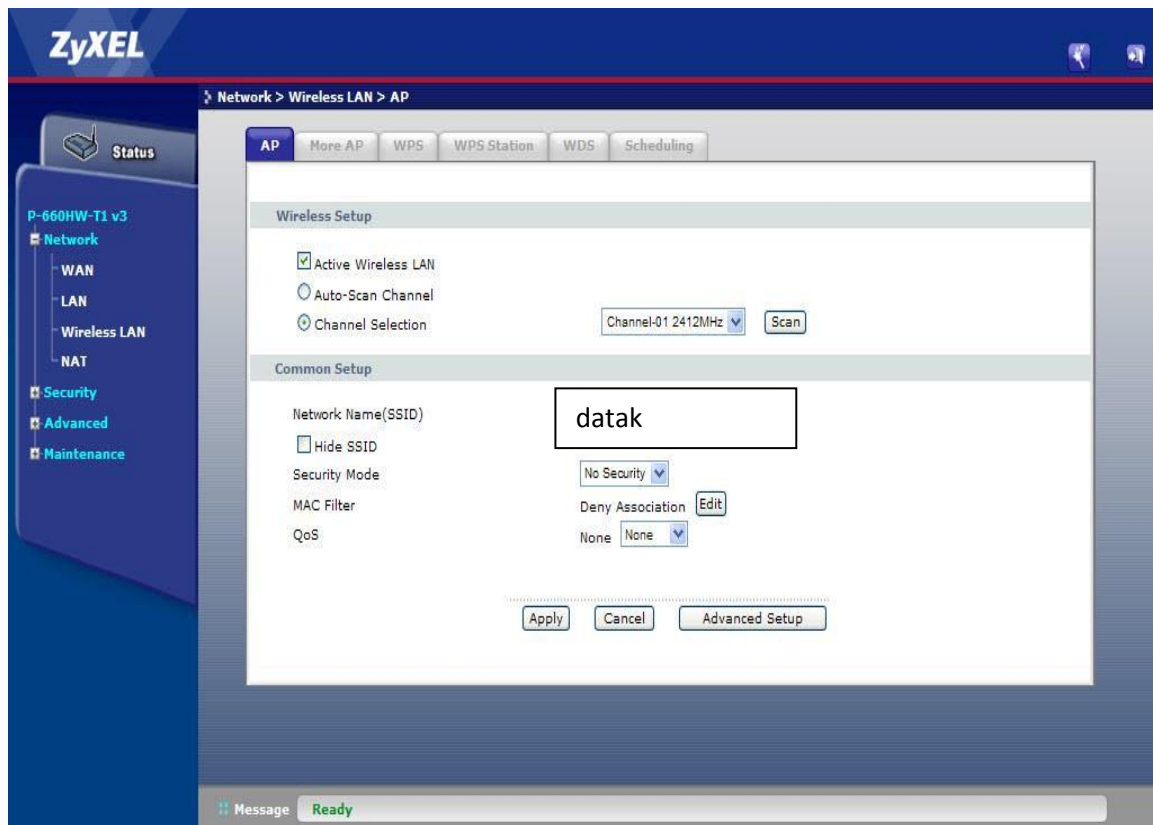 ZyXEL
Network > Wireless LAN > AP
Status
AP More AP WPS WPS Station WDS Scheduling
P-660HW-T1 v3
Network
WAN
LAN
Wireless LAN
NAT
Security
Advanced
Maintenance
Wireless Setup
Active Wireless LAN
Auto-Scan Channel
Channel Selection Channel-01 2412MHz Scan
Common Setup
Network Name(SSID) datak
Hide SSID
Security Mode No Security
MAC Filter Deny Association Edit
QoS None None
Apply Cancel Advanced Setup
Message Ready